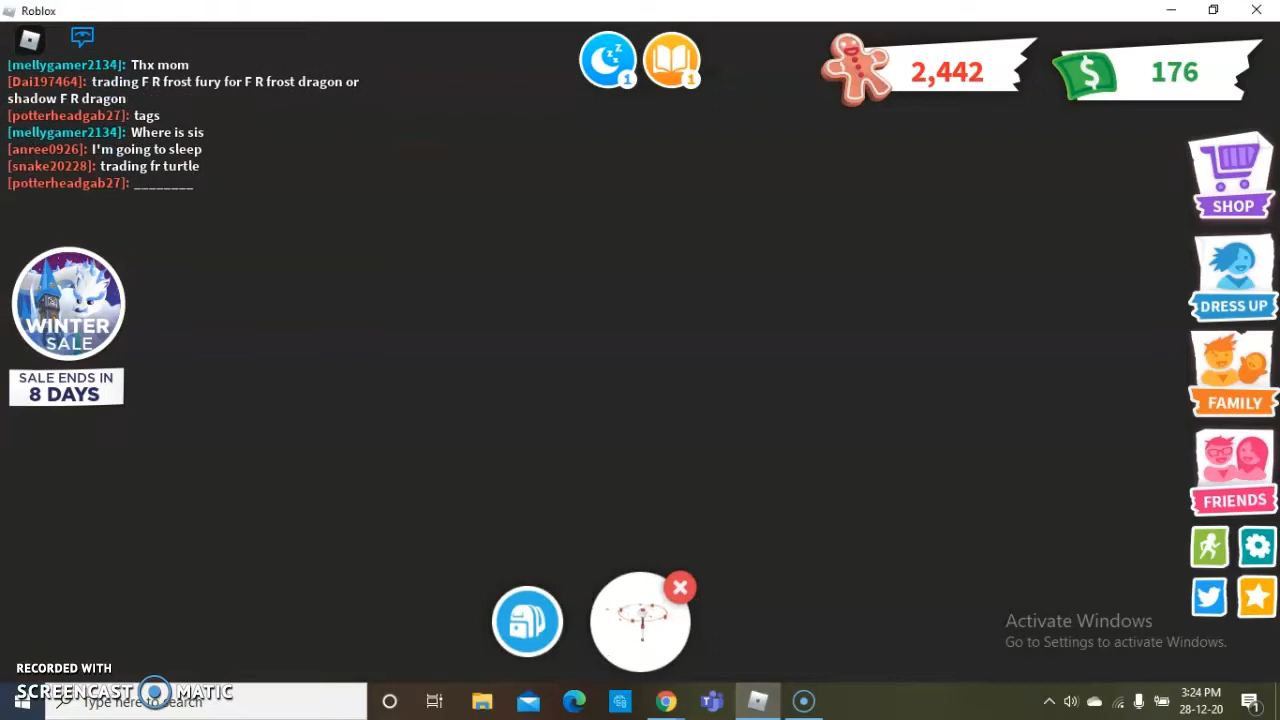 Roblox
[mellygamer2134]: Thx mom
[Dai197464]: trading F R frost fury for F R frost dragon or
shadow F R dragon
[potterheadgab27]: tags
[mellygamer2134]: Where is sis
[anree0926]: I'm going to sleep
[snake20228]: trading fr turtle
[potterheadgab27]: ________
1
1
2,442
$ 176
SHOP
DRESS UP
FAMILY
FRIENDS
WINTER
SALE
SALE ENDS IN
8 DAYS
Activate Windows
Go to Settings to activate Windows.
RECORDED WITH
SCREENCAST MATIC
Type here to search
3:24 PM
28-12-20
1